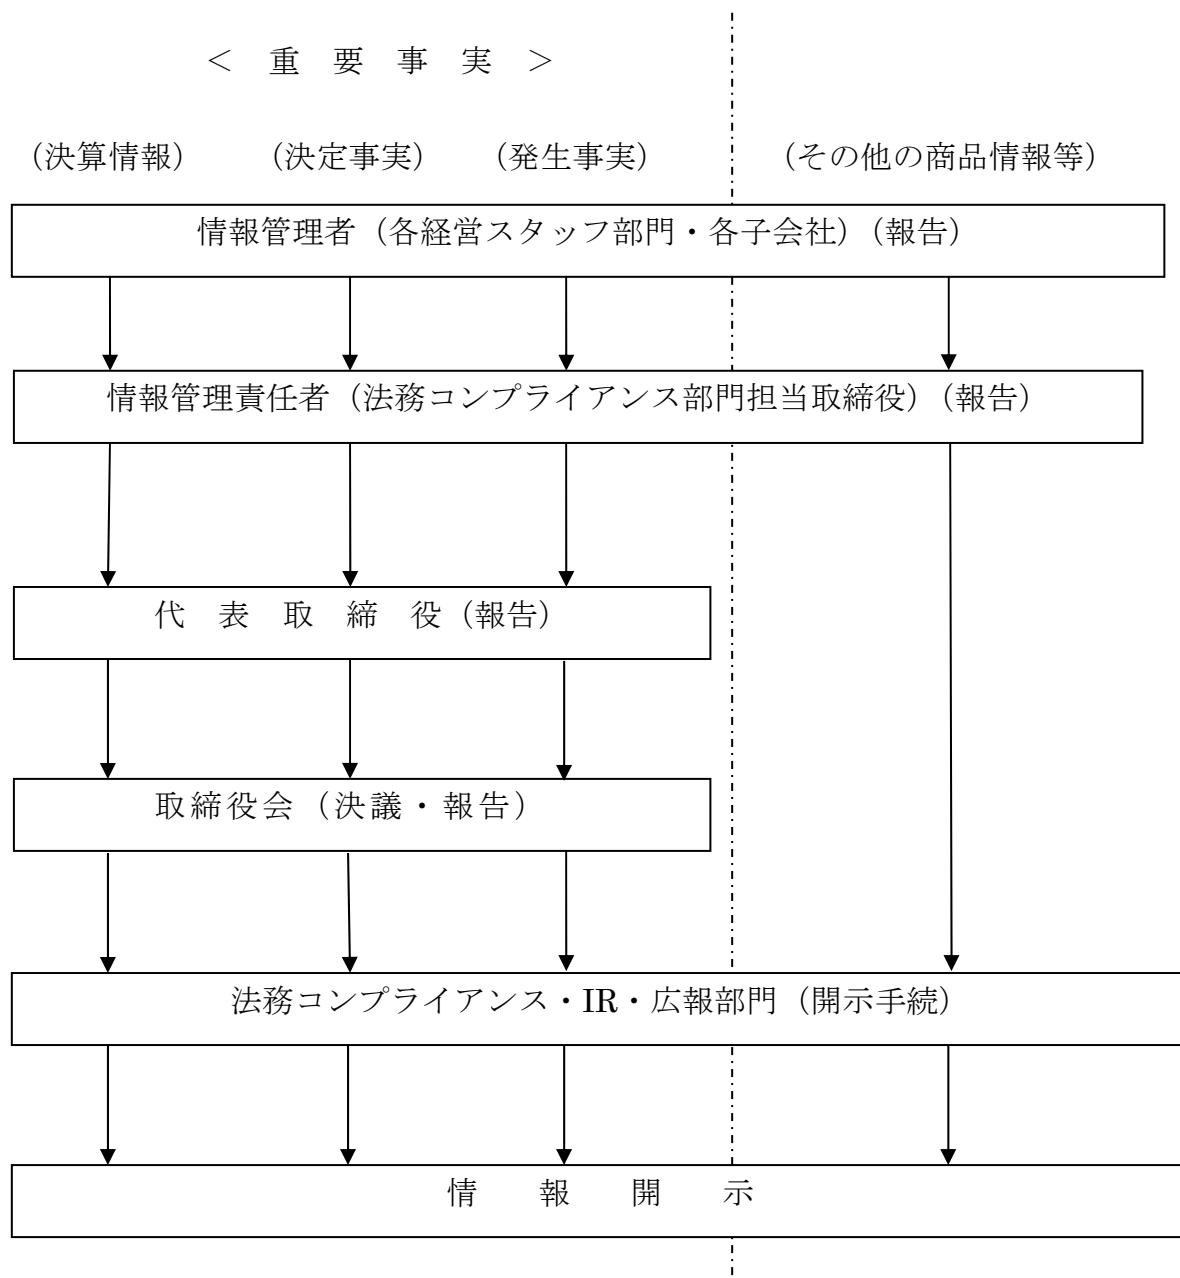 ＜　重　要　事　実　＞
（決算情報）　　（決定事実）　　（発生事実）　　　　（その他の商品情報等）
情報管理者（各経営スタッフ部門・各子会社）（報告）
情報管理責任者（法務コンプライアンス部門担当取締役）（報告）
代　表　取　締　役（報告）
取締役会（決議・報告）
法務コンプライアンス・IR・広報部門（開示手続）
情　　報　　開　　示